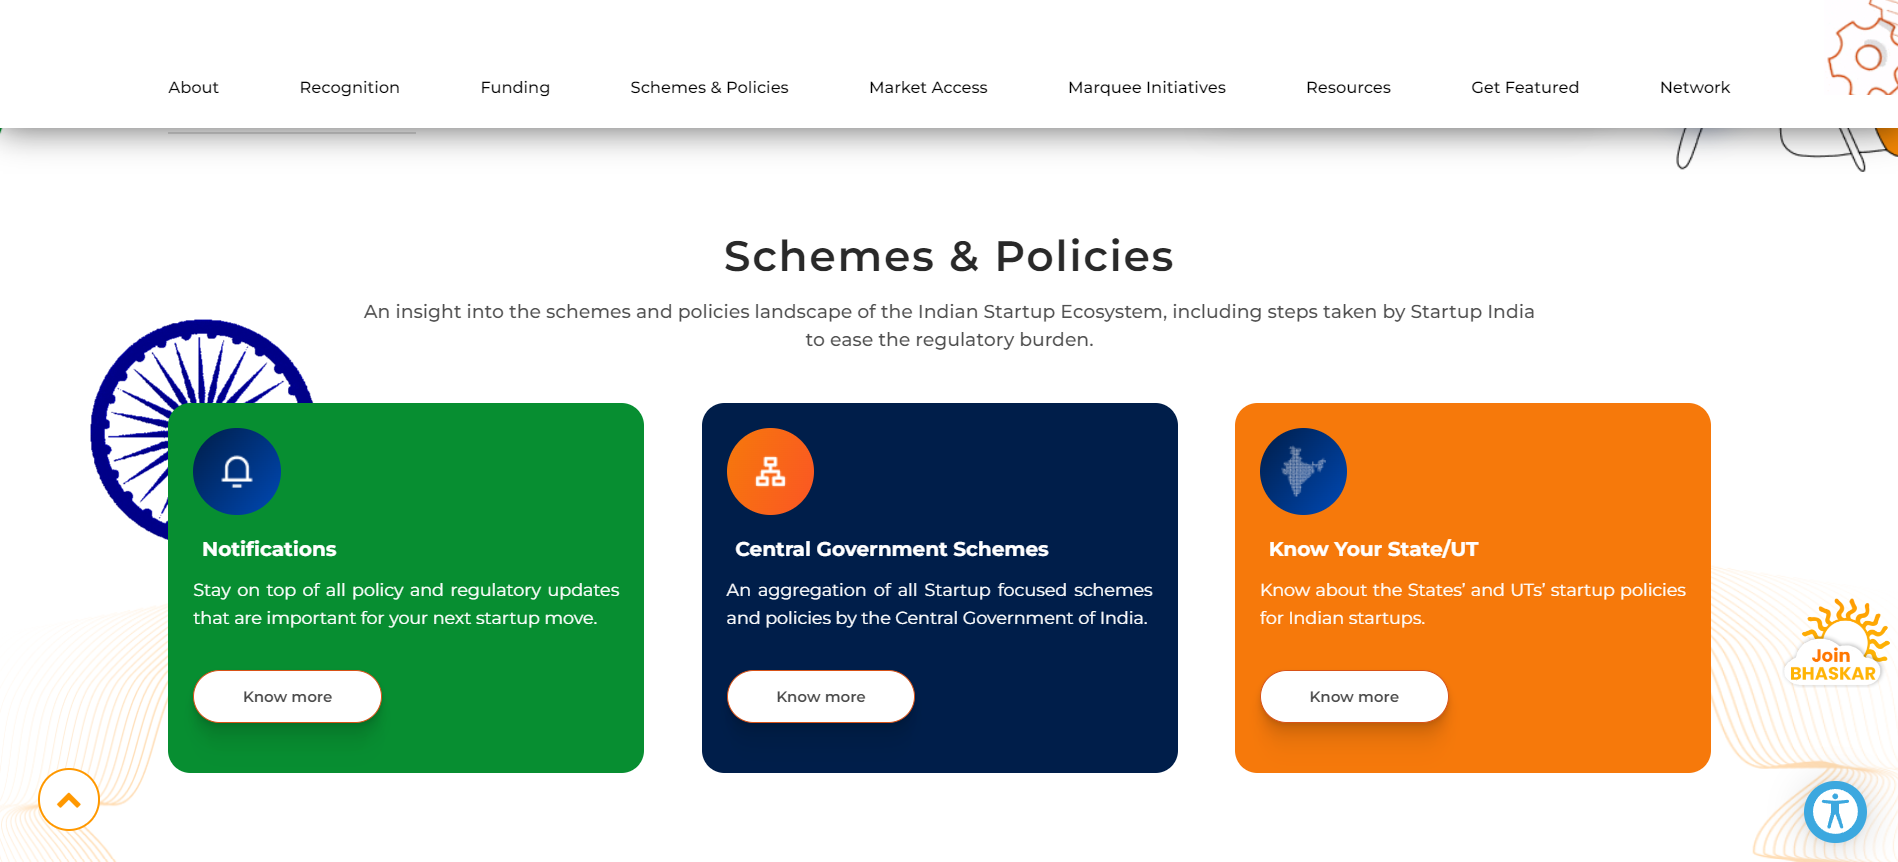 About
Recognition
Funding
Schemes & Policies
Market Access
Marquee Initiatives
Resources
Get Featured
Network
Schemes & Policies
An insight into the schemes and policies landscape of the Indian Startup Ecosystem, including steps taken by Startup India
to ease the regulatory burden.
Notifications
Stay on top of all policy and regulatory updates
that are important for your next startup move.
Know more
Central Government Schemes
An aggregation of all Startup focused schemes
and policies by the Central Government of India.
Know more
Know Your State/UT
Know about the States’ and UTs’ startup policies
for Indian startups.
Know more
Join
BHASKAR